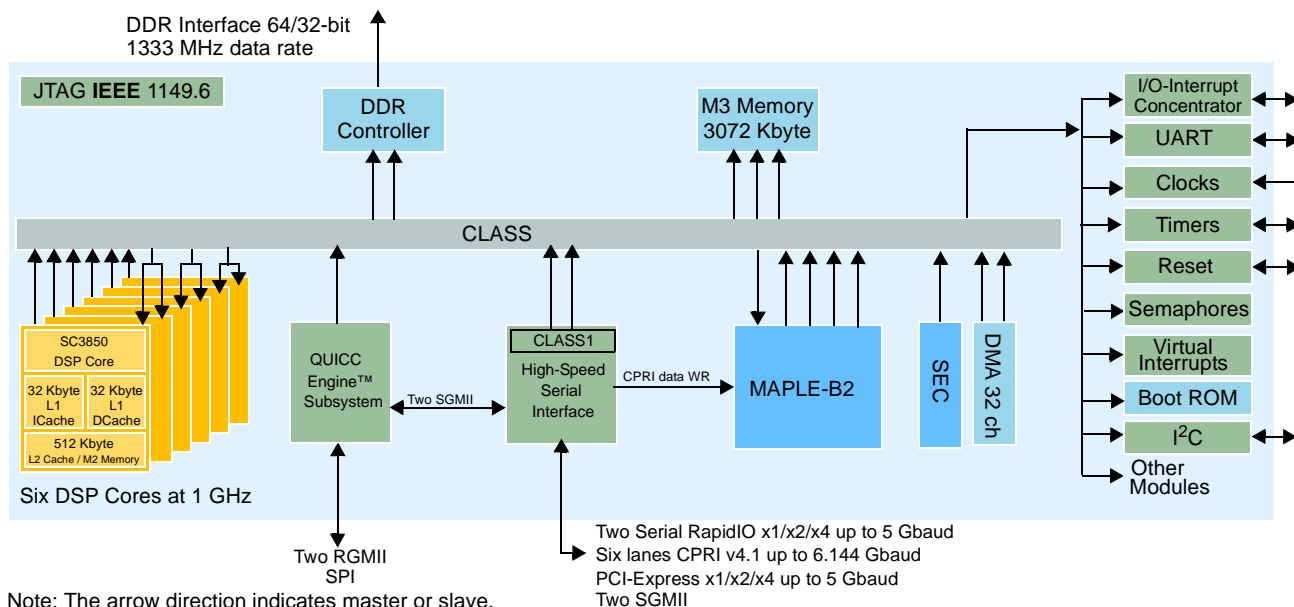 DDR Interface 64/32-bit
1333 MHz data rate
JTAG IEEE 1149.6
DDR
Controller
M3 Memory
3072 Kbyte
I/O-Interrupt
Concentrator
UART
Clocks
Timers
Reset
Semaphores
Virtual
Interrupts
Boot ROM
I²C
Other
Modules
CLASS
SC3850
DSP Core
32 Kbyte
L1
ICache
32 Kbyte
L1
DCache
512 Kbyte
L2 Cache / M2 Memory
Six DSP Cores at 1 GHz
QUICC
Engine™
Subsystem
Two SGMII
CLASS1
High-Speed
Serial
Interface
CPRI data WR
MAPLE-B2
SEC
DMA 32 ch
Two RGMII
SPI
Two Serial RapidIO x1/x2/x4 up to 5 Gbaud
Six lanes CPRI v4.1 up to 6.144 Gbaud
PCI-Express x1/x2/x4 up to 5 Gbaud
Two SGMII
Note: The arrow direction indicates master or slave.